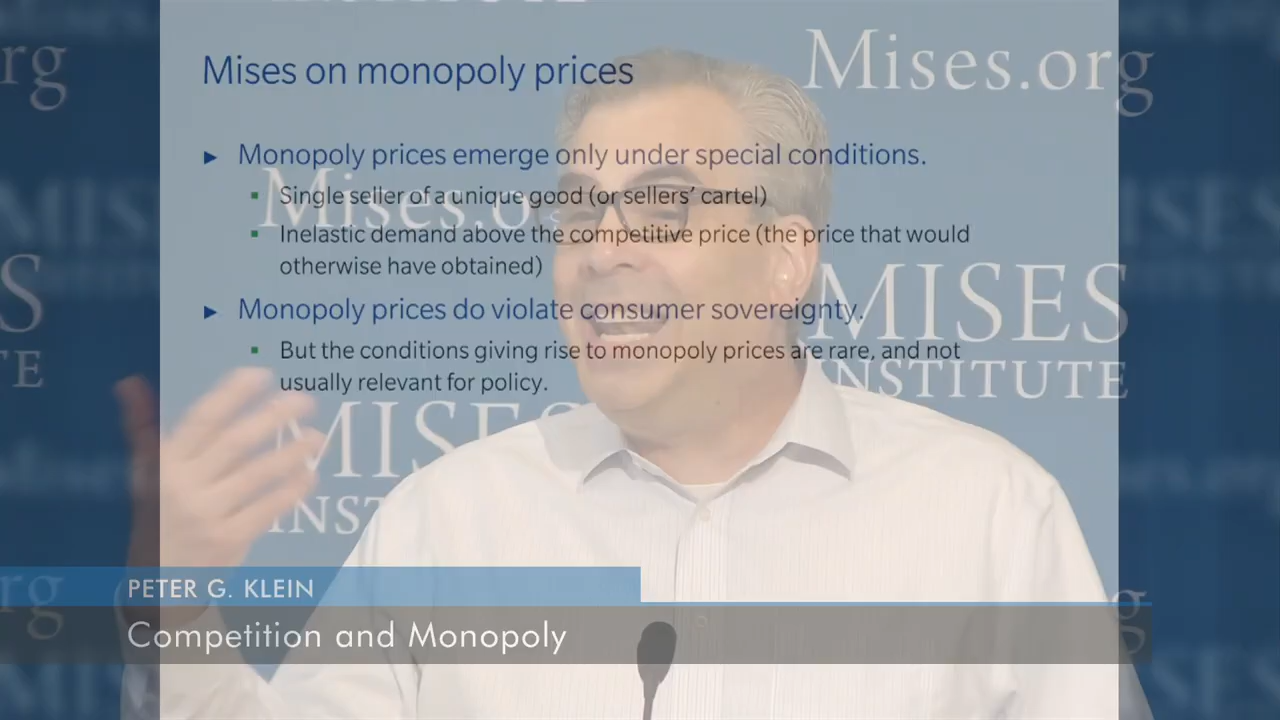 Mises on monopoly prices
Monopoly prices emerge only under special conditions.
Single seller of a unique good (or sellers' cartel)
Inelastic demand above the competitive price (the price that would
otherwise have obtained)
Monopoly prices do violate consumer sovereignty.
But the conditions giving rise to monopoly prices are rare, and not
usually relevant for policy.
Mises.org
MISES
INSTITUTE
MISES
INST
rg
PETER G. KLEIN
Competition and Monopoly